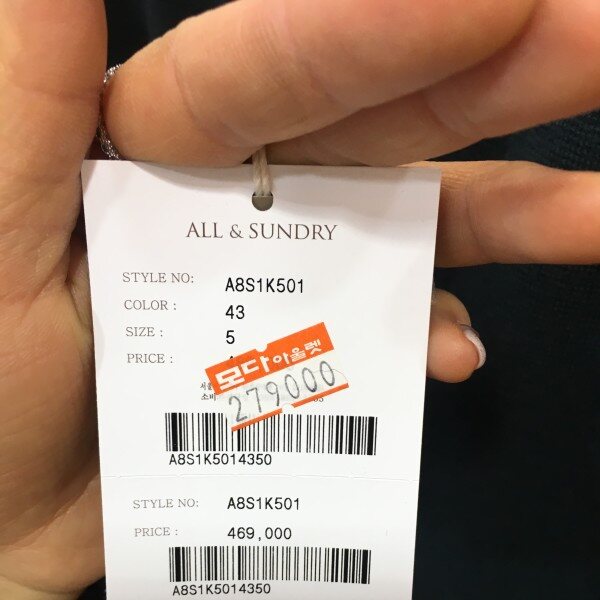 ALL & SUNDRY
STYLE NO: A8S1K501
COLOR : 43
SIZE : 5
PRICE :
모다아울렛
279000
A8S1K5014350
STYLE NO: A8S1K501
PRICE : 469,000
A8S1K5014350